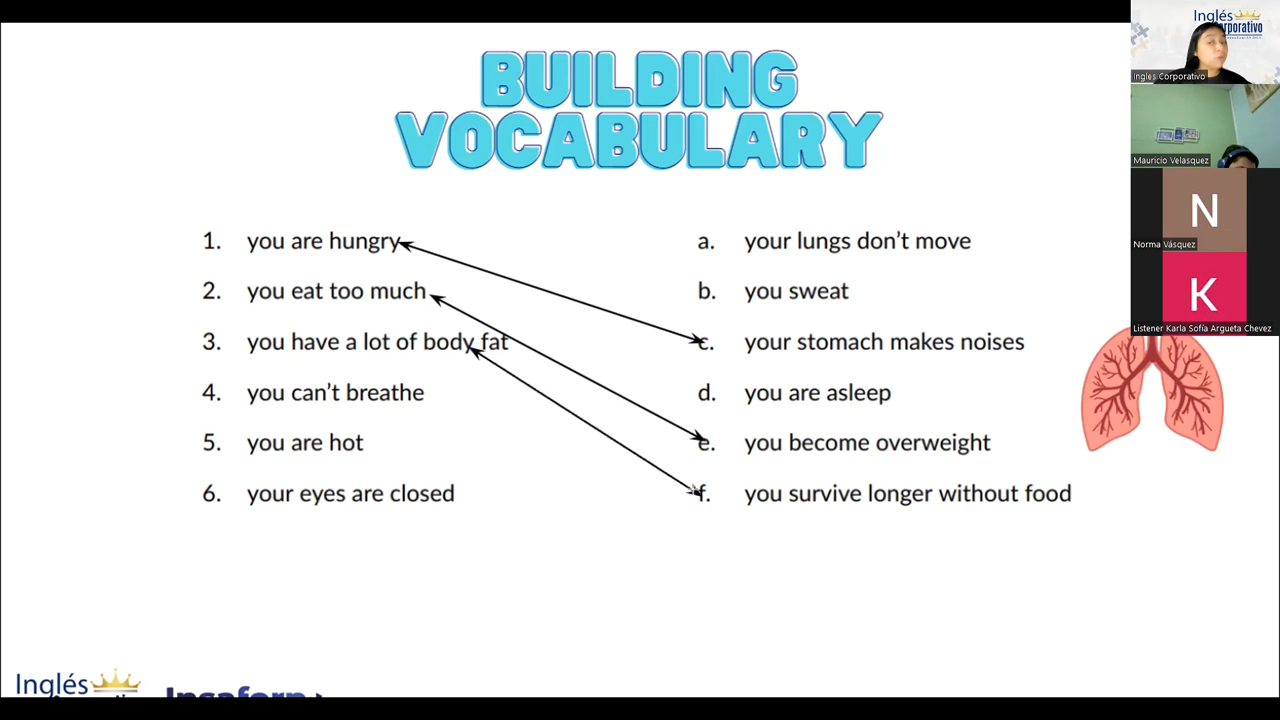 BUILDING
VOCABULARY
1. you are hungry
2. you eat too much
3. you have a lot of body fat
4. you can't breathe
5. you are hot
6. your eyes are closed
a. your lungs don't move
b. you sweat
c. your stomach makes noises
d. you are asleep
e. you become overweight
f. you survive longer without food
Inglés
Inglés Corporativo
Mauricio Velasquez
N
Norma Vásquez
K
Listener Karla Sofía Argueta Chevez
Inglés
Insaforp